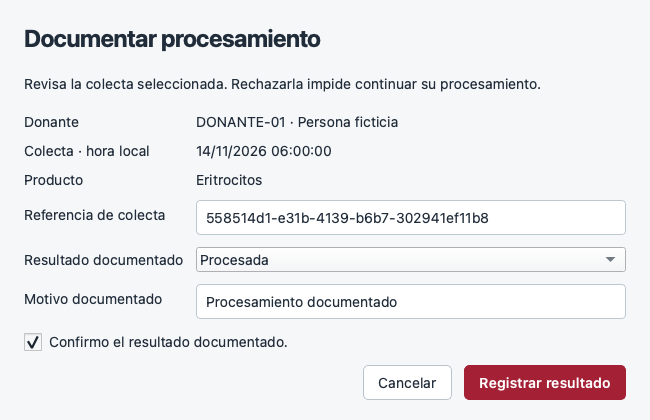 Documentar procesamiento
Revisa la colecta seleccionada. Rechazarla impide continuar su procesamiento.
Donante DONANTE-01 · Persona ficticia
Colecta · hora local 14/11/2026 06:00:00
Producto Eritrocitos
Referencia de colecta 558514d1-e31b-4139-b6b7-302941ef11b8
Resultado documentado Procesada
Motivo documentado Procesamiento documentado
Confirmo el resultado documentado.
Cancelar Registrar resultado